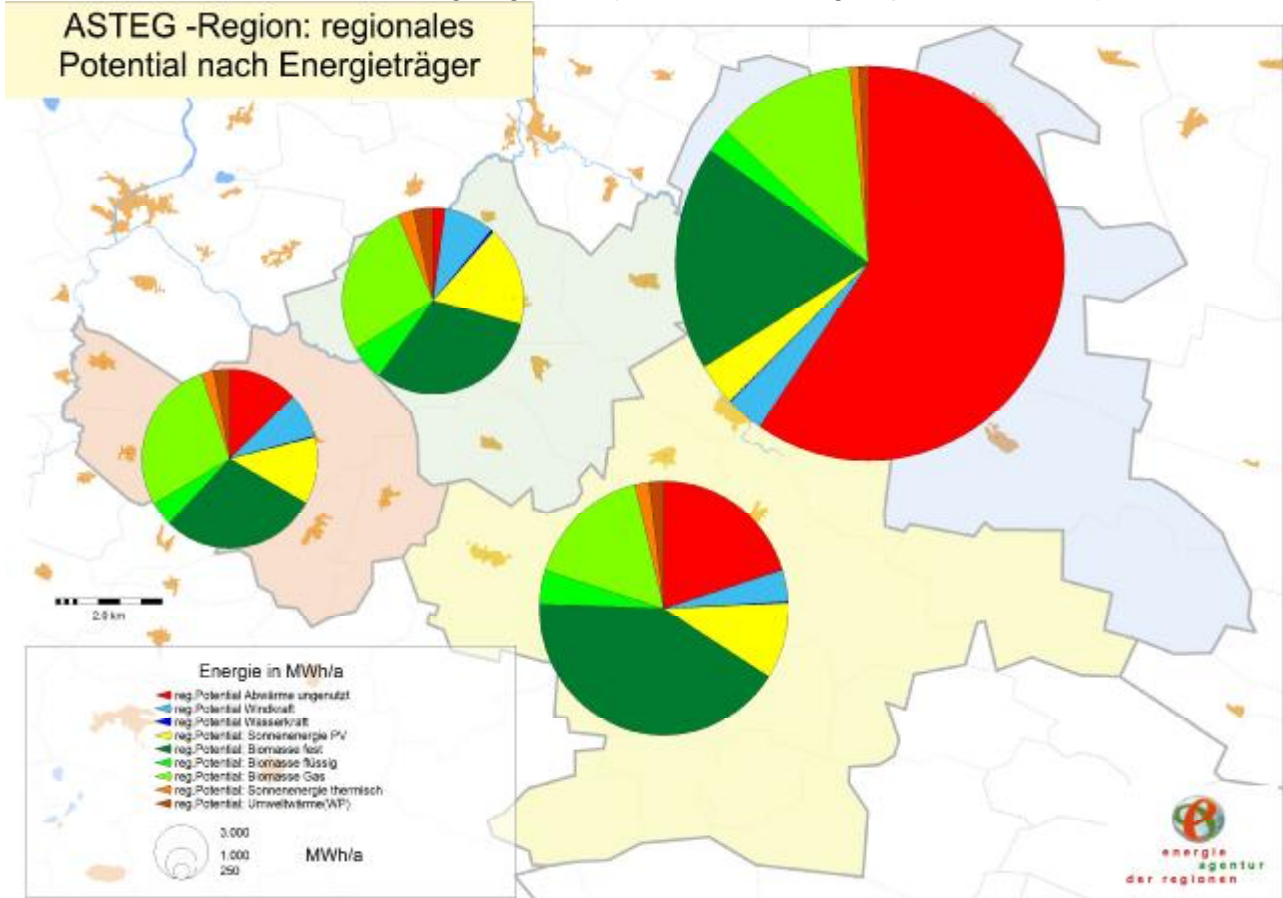 ASTEG -Region: regionales
Potential nach Energieträger
2.0 km
Energie in MWh/a
reg.Potential Abwärme ungenutzt
reg.Potential Windkraft
reg.Potential Wasserkraft
reg.Potential: Sonnenenergie PV
reg.Potential: Biomasse fest
reg.Potential: Biomasse flüssig
reg.Potential: Biomasse Gas
reg.Potential: Sonnenenergie thermisch
reg.Potential: Umweltwärme(WP)
3.000
1.000
250
MWh/a
energie
agentur
der regionen